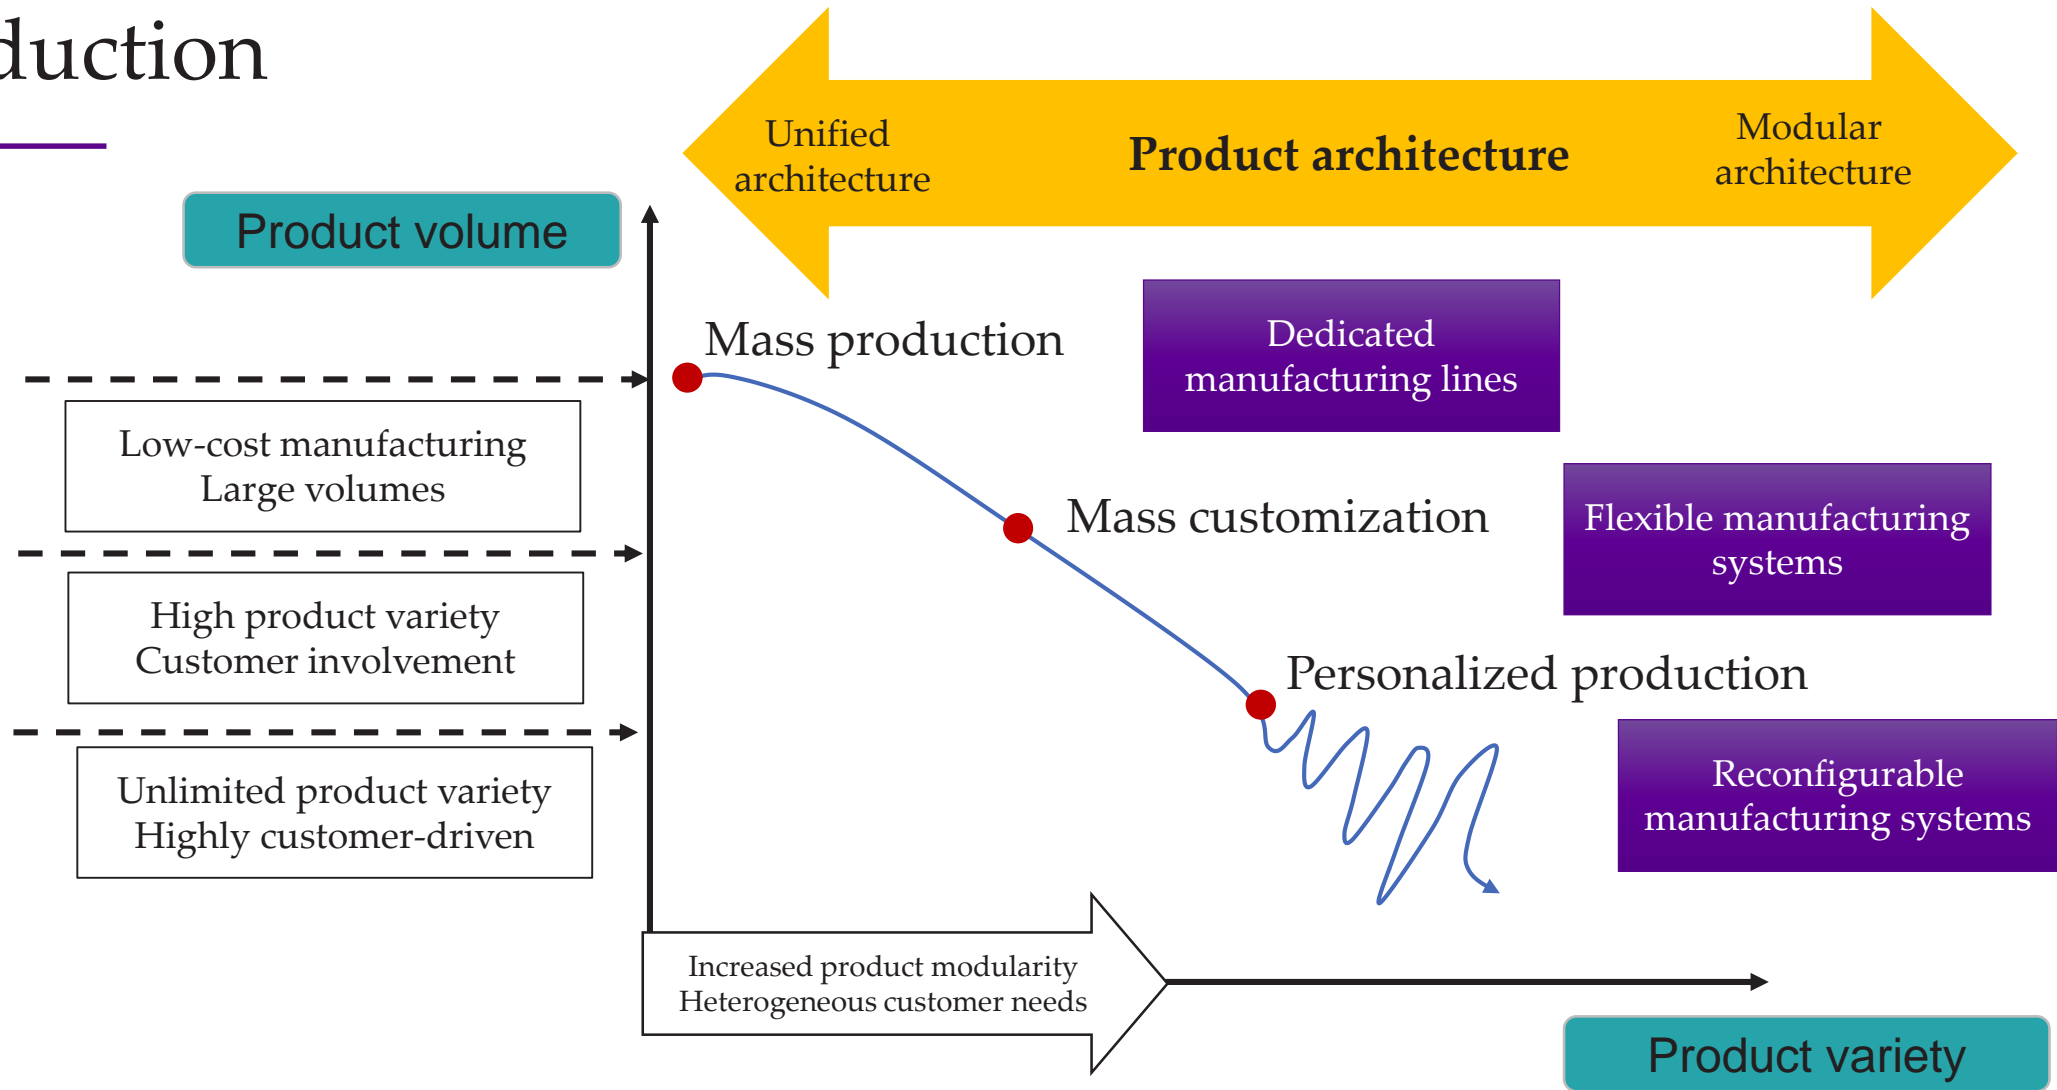 duction
Unified
architecture
Product architecture
Modular
architecture
Product volume
Mass production
Dedicated
manufacturing lines
Low-cost manufacturing
Large volumes
Mass customization
Flexible manufacturing
systems
High product variety
Customer involvement
Personalized production
Reconfigurable
manufacturing systems
Unlimited product variety
Highly customer-driven
Increased product modularity
Heterogeneous customer needs
Product variety